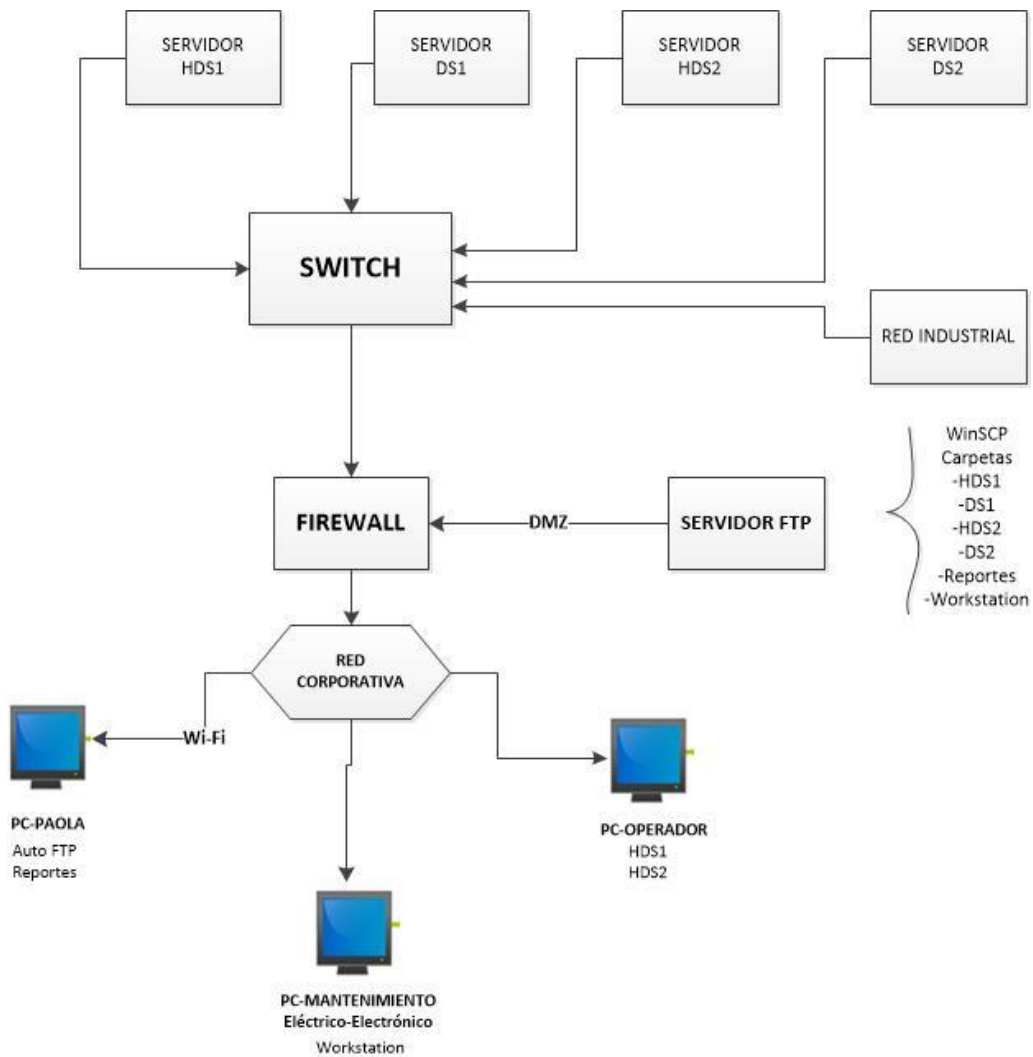 SERVIDOR
HDS1
SERVIDOR
DS1
SERVIDOR
HDS2
SERVIDOR
DS2
SWITCH
RED INDUSTRIAL
WinSCP
Carpetas
-HDS1
-DS1
-HDS2
-DS2
-Reportes
-Workstation
FIREWALL
DMZ
SERVIDOR FTP
RED
CORPORATIVA
Wi-Fi
PC-PAOLA
Auto FTP
Reportes
PC-OPERADOR
HDS1
HDS2
PC-MANTENIMIENTO
Eléctrico-Electrónico
Workstation